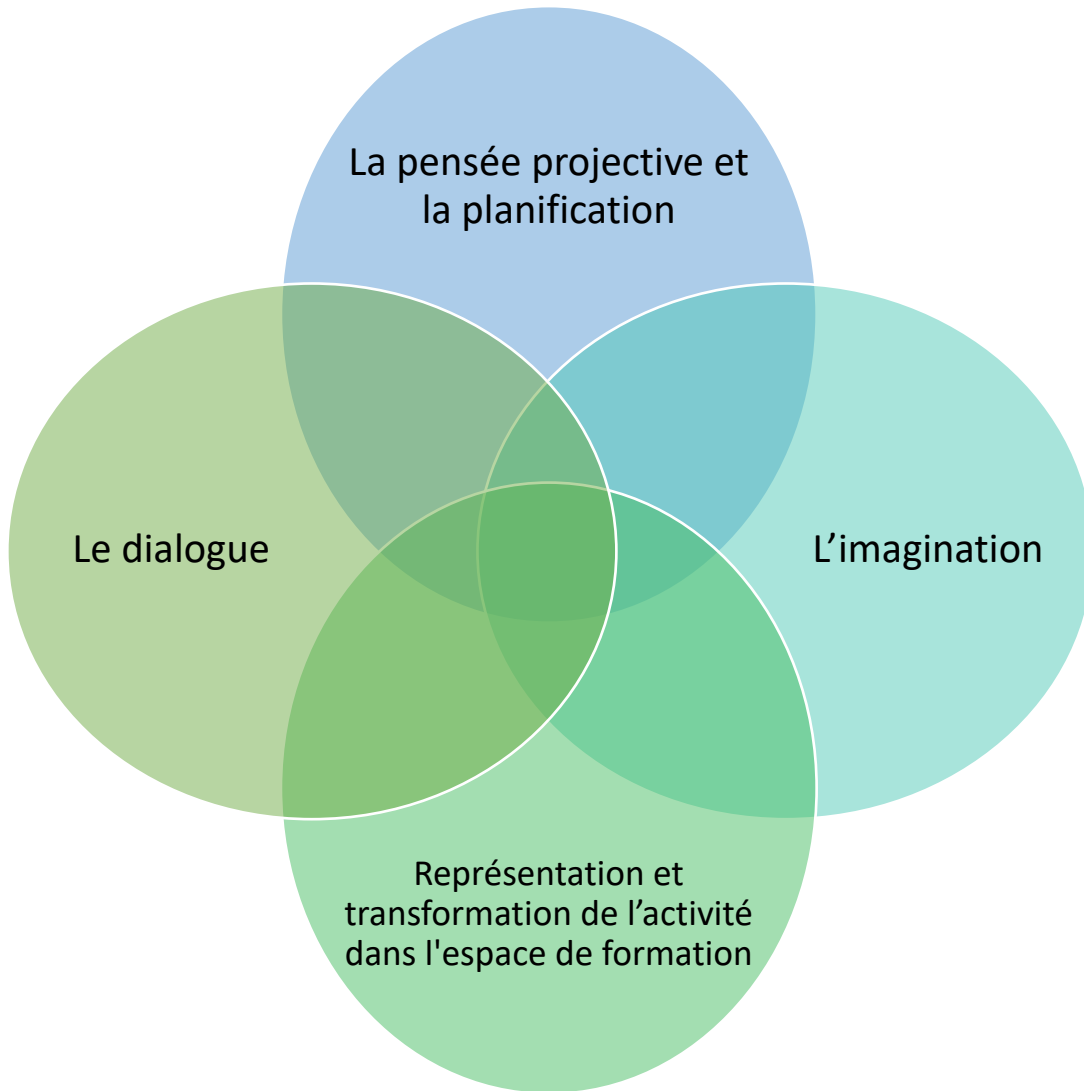 La pensée projective et
la planification
Le dialogue
L’imagination
Représentation et
transformation de l’activité
dans l'espace de formation